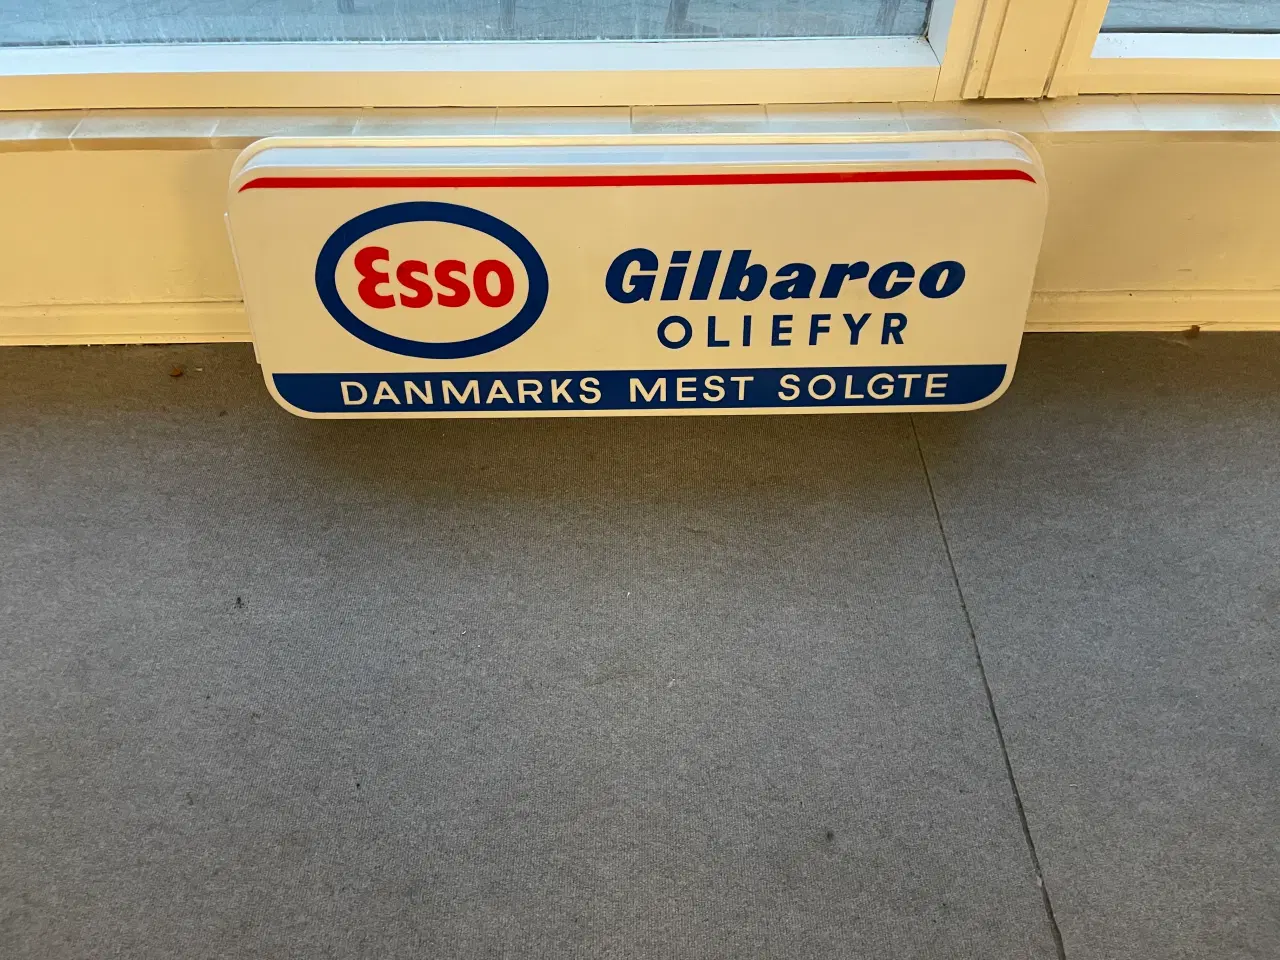 Esso
Gilbarco
OLIEFYR
DANMARKS MEST SOLGTE